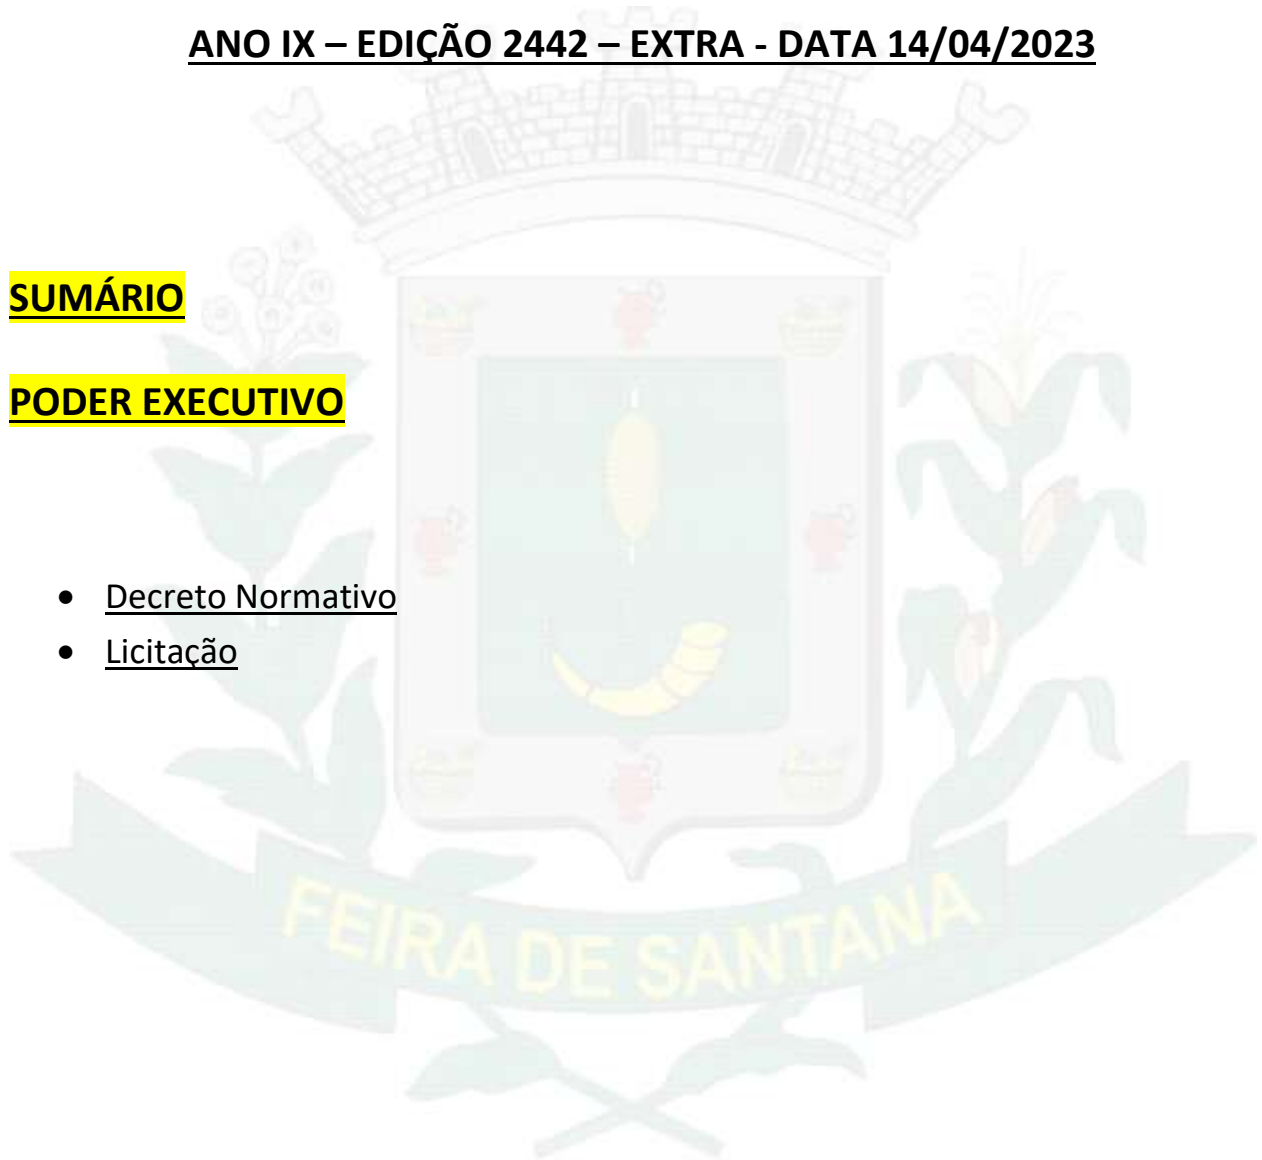 ANO IX – EDIÇÃO 2442 – EXTRA - DATA 14/04/2023
SUMÁRIO
PODER EXECUTIVO
• Decreto Normativo
• Licitação
FEIRA DE SANTANA